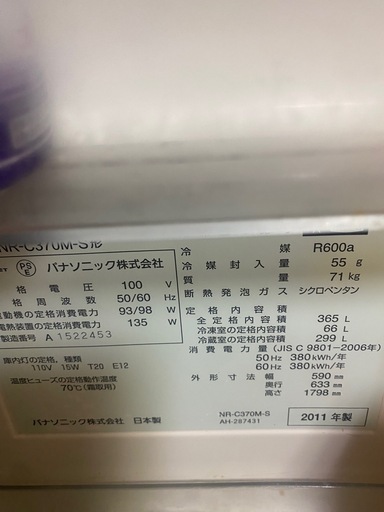 NR-C370M-S形
PSE パナソニック株式会社
格電圧 100 V
格周波数 50/60 Hz
動機の定格消費電力 93/98 W
電熱装置の定格消費電力 135 W
製造番号 A 1522453
庫内灯の定格, 種類
110V 15W T20 E12
温度ヒューズの定格動作温度
70℃(霜取用)
パナソニック株式会社 日本製
冷媒 R600a
冷媒封入量 55 g
質量 71 kg
断熱発泡ガス シクロペンタン
定格内容積
全定格内容積 365 L
冷凍室の定格内容積 66 L
冷蔵室の定格内容積 299 L
消費電力量(JIS C 9801-2006年)
50Hz 380kWh/年
60Hz 380kWh/年
外形寸法 幅 590 mm
奥行 633 mm
高さ 1798 mm
NR-C370M-S
AH-287431
2011年製